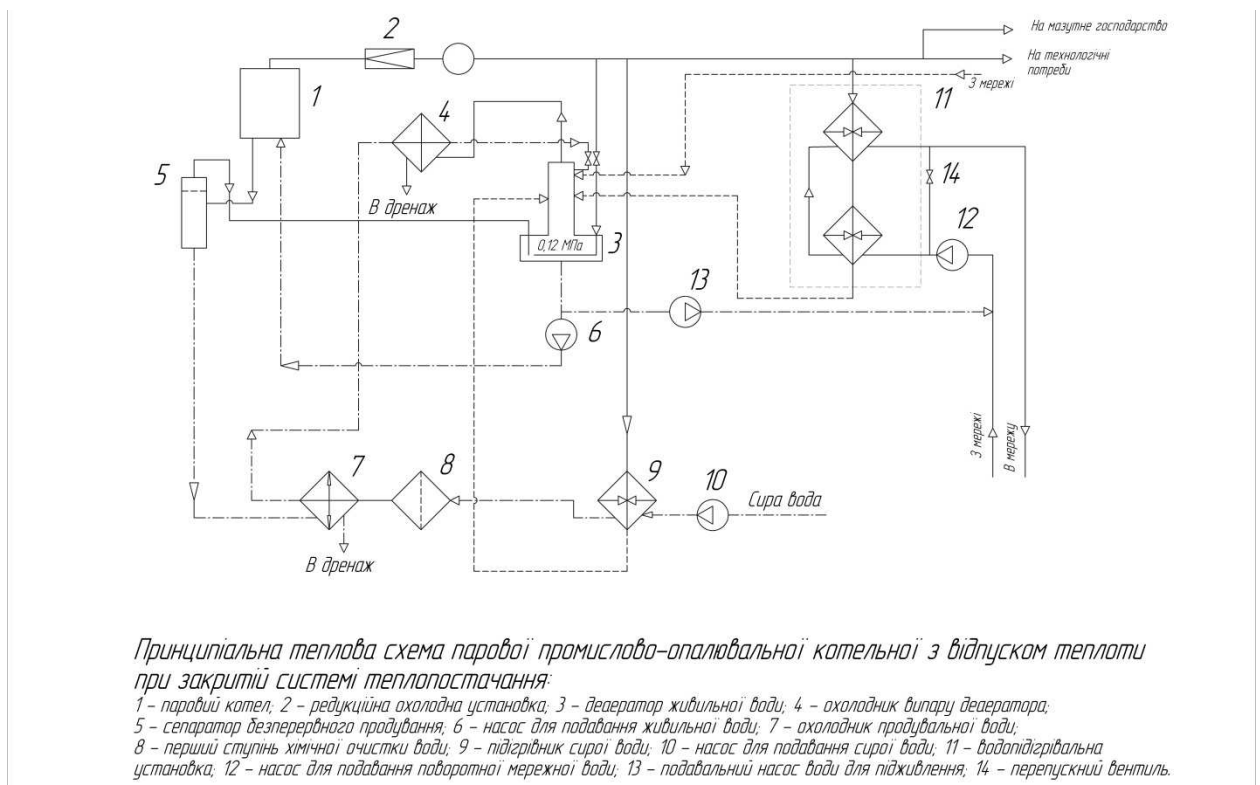 На мазутне господарство
2
На технологічні
потреби
З мережі
1
4
11
5
14
В дренаж
12
0,12 МПа
3
13
6
З мережі
В мережу
7
8
9
10
Сира вода
В дренаж
Принципіальна теплова схема парової промислово-опалювальної котельної з відпуском теплоти
при закритій системі теплопостачання:
1 – паровий котел; 2 – редукційна охолодна установка; 3 – деаератор живильної води; 4 – охолодник випару деаератора;
5 – сепаратор безперервного продування; 6 – насос для подавання живильної води; 7 – охолодник продувальної води;
8 – перший ступінь хімічної очистки води; 9 – підігрівник сирої води; 10 – насос для подавання сирої води; 11 – водопідігрівальна
установка; 12 – насос для подавання поворотної мережної води; 13 – подавальний насос води для підживлення; 14 – перепускний вентиль.